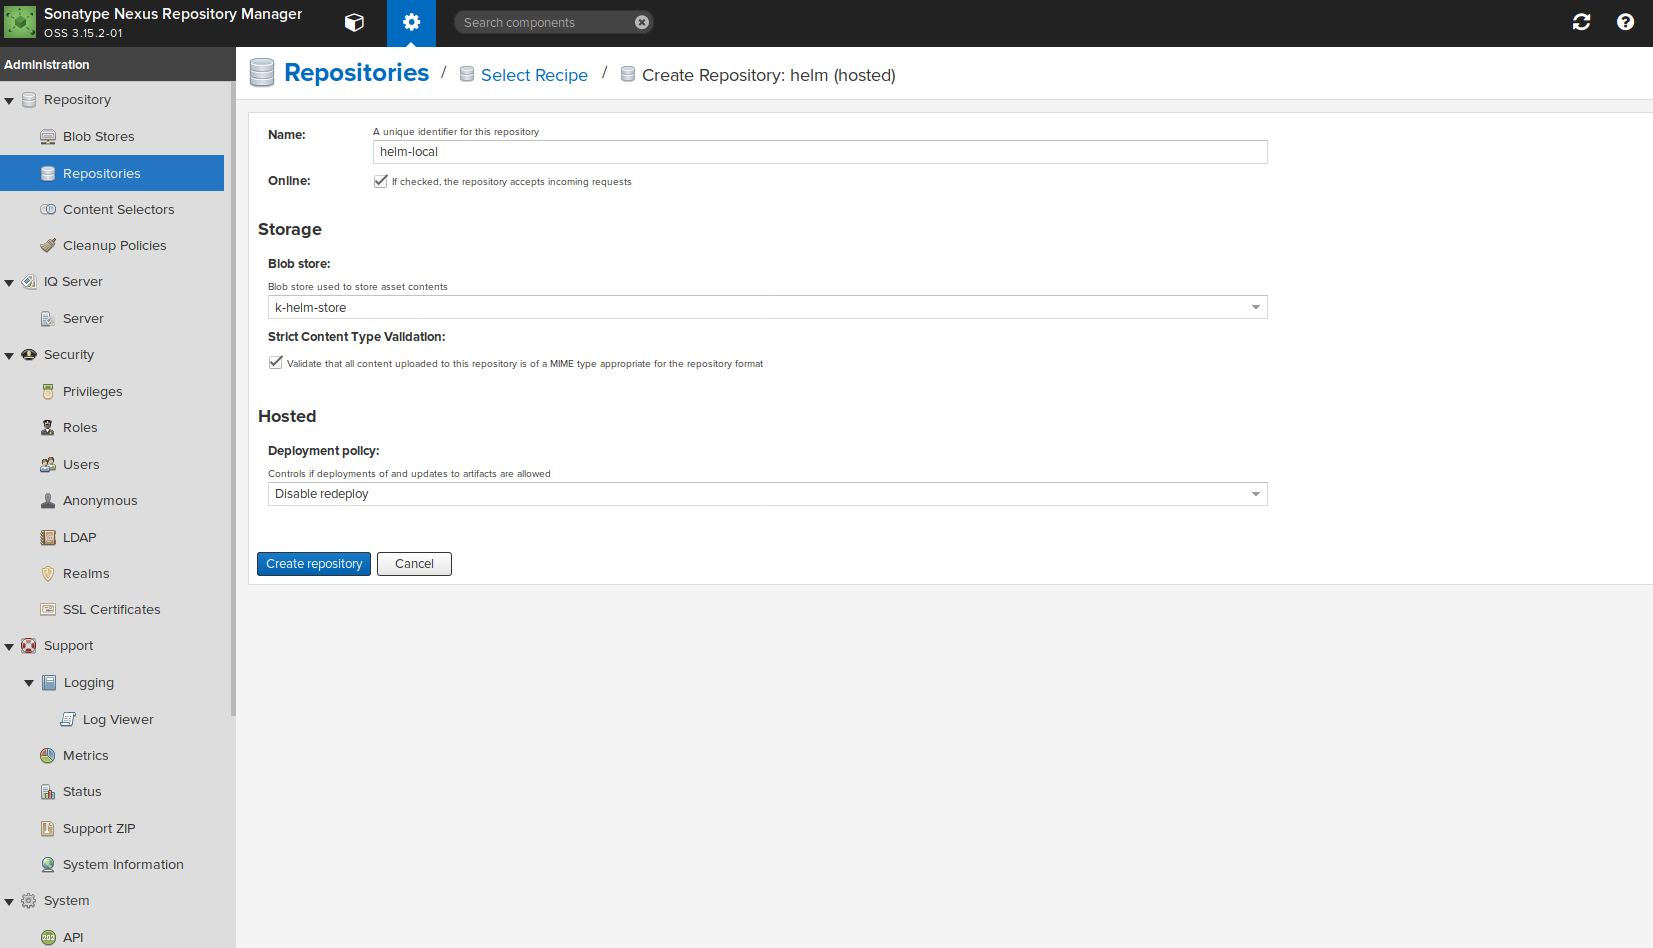 Sonatype Nexus Repository Manager
OSS 3.15.2-01
Search components
Administration
Repository
Blob Stores
Repositories
Content Selectors
Cleanup Policies
IQ Server
Server
Security
Privileges
Roles
Users
Anonymous
LDAP
Realms
SSL Certificates
Support
Logging
Log Viewer
Metrics
Status
Support ZIP
System Information
System
202
API
Repositories / Select Recipe / Create Repository: helm (hosted)
Name:
A unique identifier for this repository
helm-local
Online:
If checked, the repository accepts incoming requests
Storage
Blob store:
Blob store used to store asset contents
k-helm-store
Strict Content Type Validation:
Validate that all content uploaded to this repository is of a MIME type appropriate for the repository format
Hosted
Deployment policy:
Controls if deployments of and updates to artifacts are allowed
Disable redeploy
Create repository
Cancel